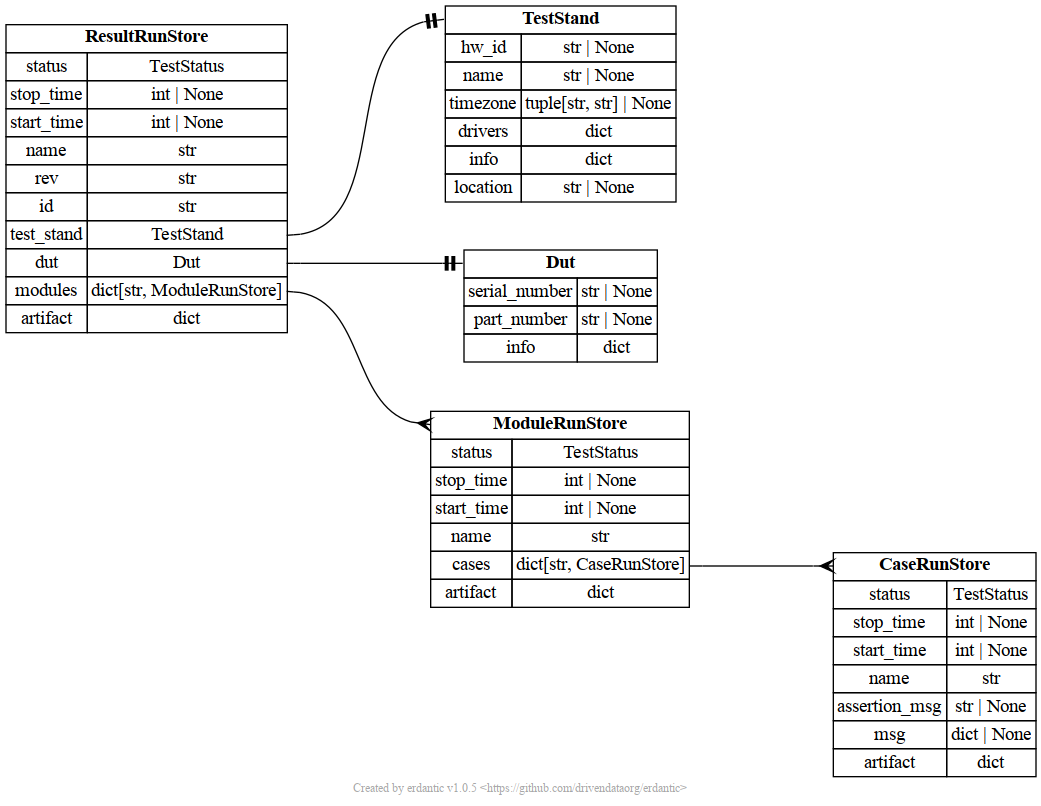 ResultRunStore
status TestStatus
stop_time int | None
start_time int | None
name str
rev str
id str
test_stand TestStand
dut Dut
modules dict[str, ModuleRunStore]
artifact dict
TestStand
hw_id str | None
name str | None
timezone tuple[str, str] | None
drivers dict
info dict
location str | None
Dut
serial_number str | None
part_number str | None
info dict
ModuleRunStore
status TestStatus
stop_time int | None
start_time int | None
name str
cases dict[str, CaseRunStore]
artifact dict
CaseRunStore
status TestStatus
stop_time int | None
start_time int | None
name str
assertion_msg str | None
msg dict | None
artifact dict
Created by erdantic v1.0.5 <https://github.com/drivendataorg/erdantic>